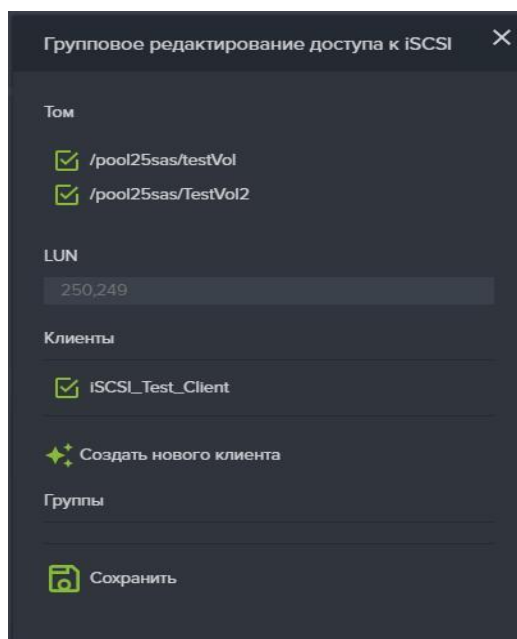 Групповое редактирование доступа к iSCSI
Том
/pool25sas/testVol
/pool25sas/TestVol2
LUN
250,249
Клиенты
iSCSI_Test_Client
Создать нового клиента
Группы
Сохранить